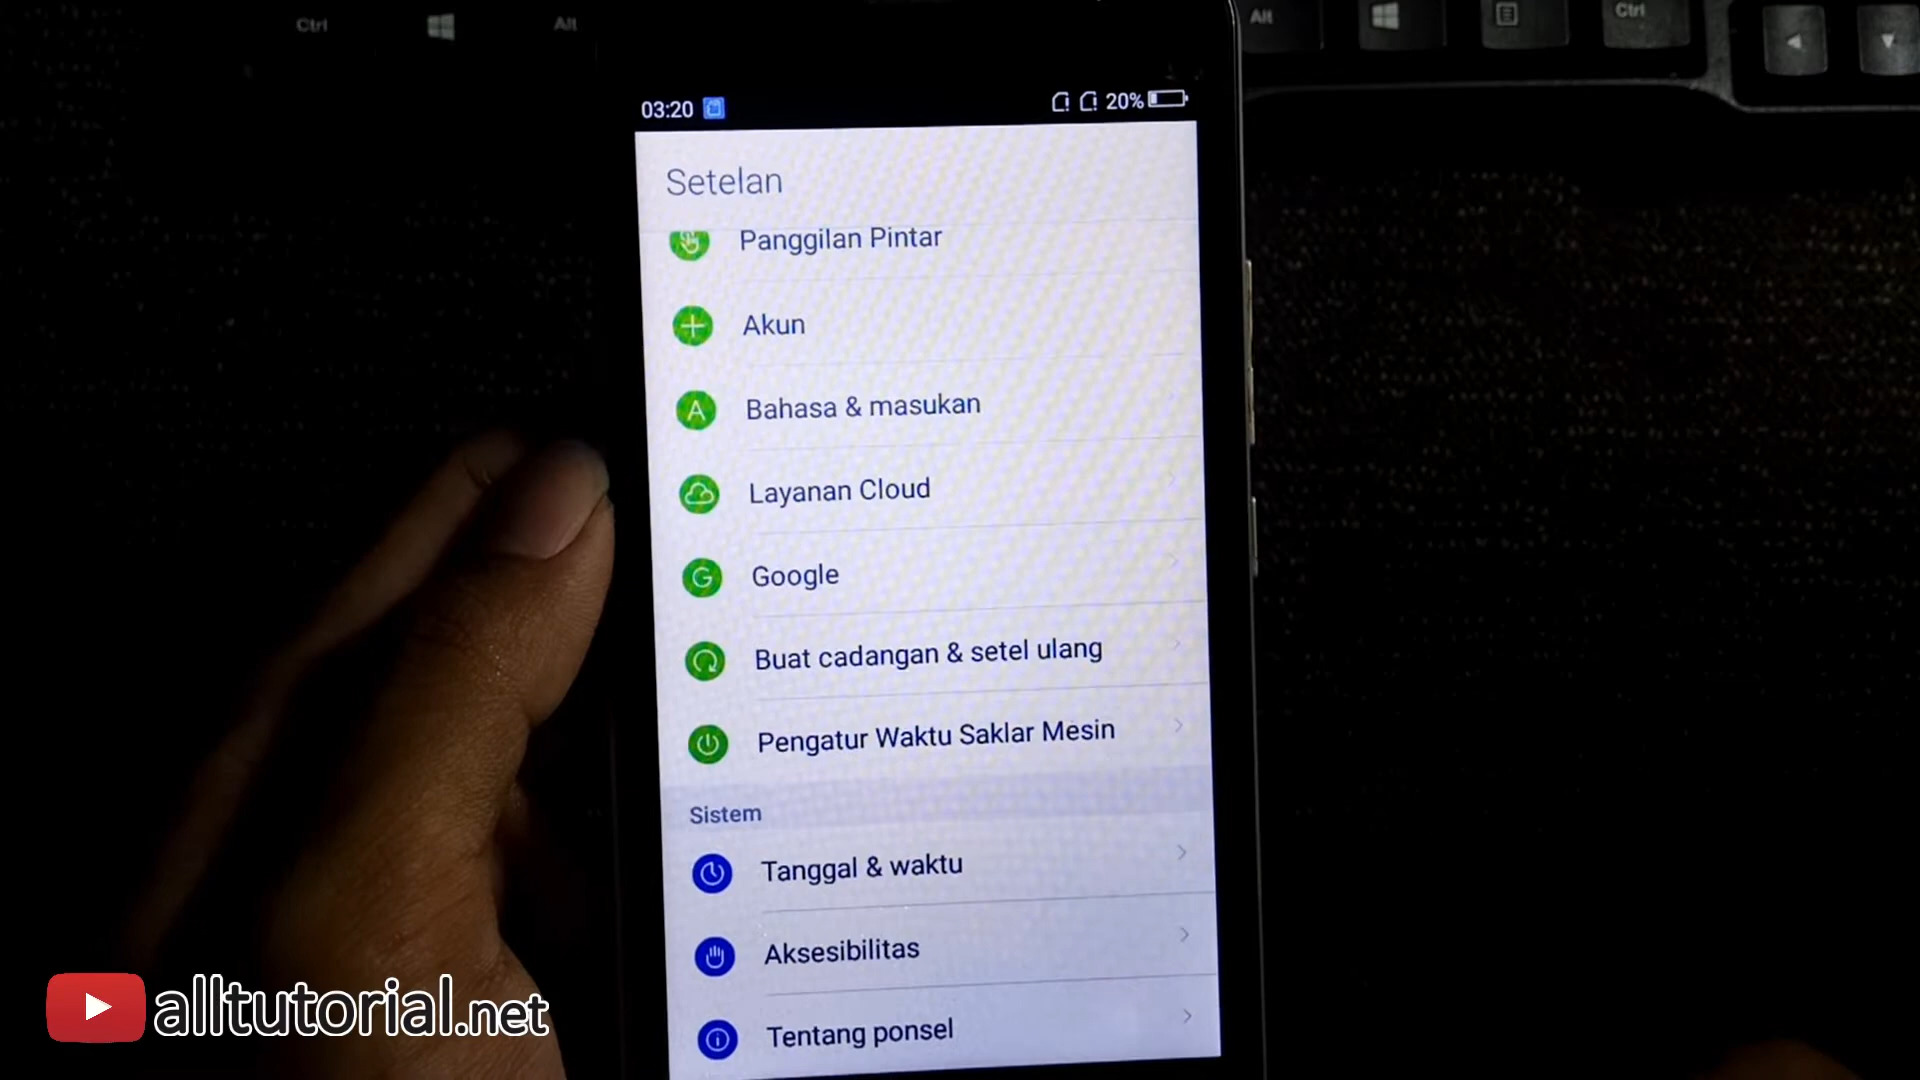 Ctrl
Alt
Alt
Ctrl
03:20
20%
Setelan
Panggilan Pintar
Akun
A
Bahasa & masukan
Layanan Cloud
G
Google
Buat cadangan & setel ulang
Pengatur Waktu Saklar Mesin
Sistem
Tanggal & waktu
Aksesibilitas
Tentang ponsel
alltutorial.net